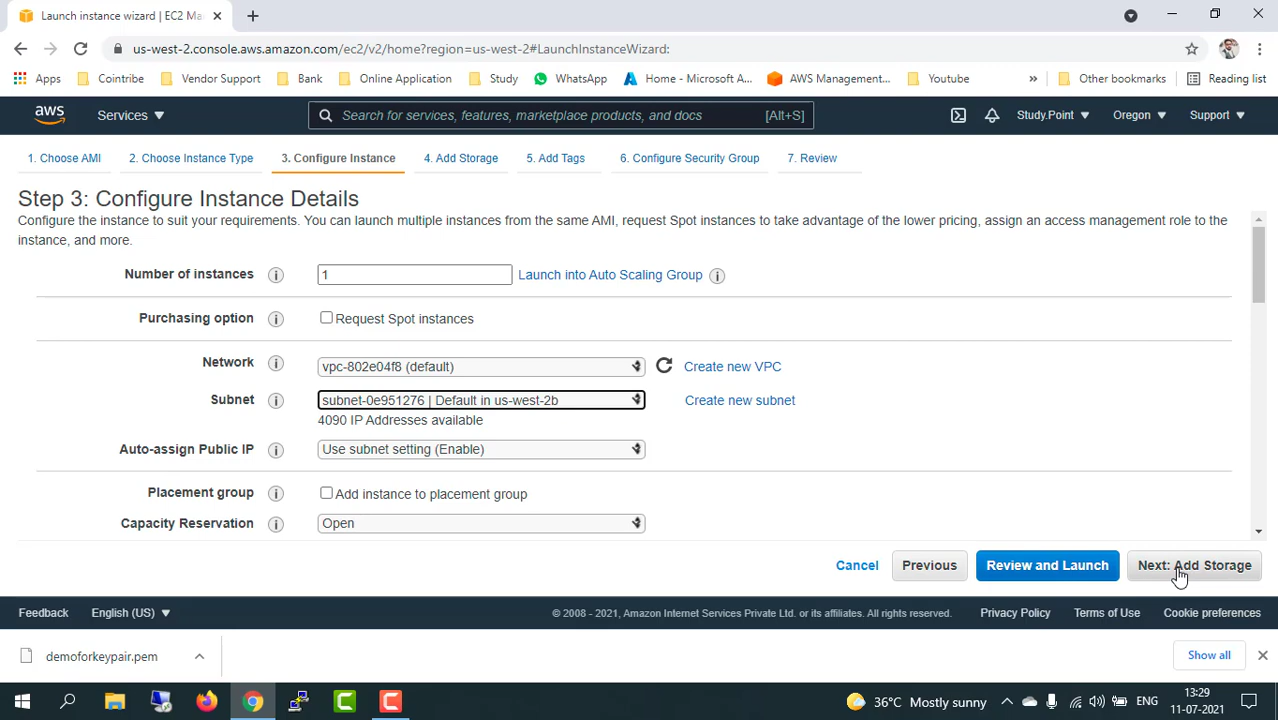 Launch instance wizard | EC2 Ma
us-west-2.console.aws.amazon.com/ec2/v2/home?region=us-west-2#LaunchInstanceWizard:
Apps Cointribe Vendor Support Bank Online Application Study WhatsApp Home - Microsoft A... AWS Management... Youtube » Other bookmarks Reading list
aws Services Search for services, features, marketplace products, and docs [Alt+S] Study.Point Oregon Support
1. Choose AMI 2. Choose Instance Type 3. Configure Instance 4. Add Storage 5. Add Tags 6. Configure Security Group 7. Review
Step 3: Configure Instance Details
Configure the instance to suit your requirements. You can launch multiple instances from the same AMI, request Spot instances to take advantage of the lower pricing, assign an access management role to the
instance, and more.
Number of instances i 1 Launch into Auto Scaling Group i
Purchasing option i Request Spot instances
Network i vpc-802e04f8 (default) Create new VPC
Subnet i subnet-0e951276 | Default in us-west-2b Create new subnet
4090 IP Addresses available
Auto-assign Public IP i Use subnet setting (Enable)
Placement group i Add instance to placement group
Capacity Reservation i Open
Cancel Previous Review and Launch Next: Add Storage
Feedback English (US) © 2008 - 2021, Amazon Internet Services Private Ltd. or its affiliates. All rights reserved. Privacy Policy Terms of Use Cookie preferences
demoforkeypair.pem Show all
36°C Mostly sunny ENG
13:29
11-07-2021